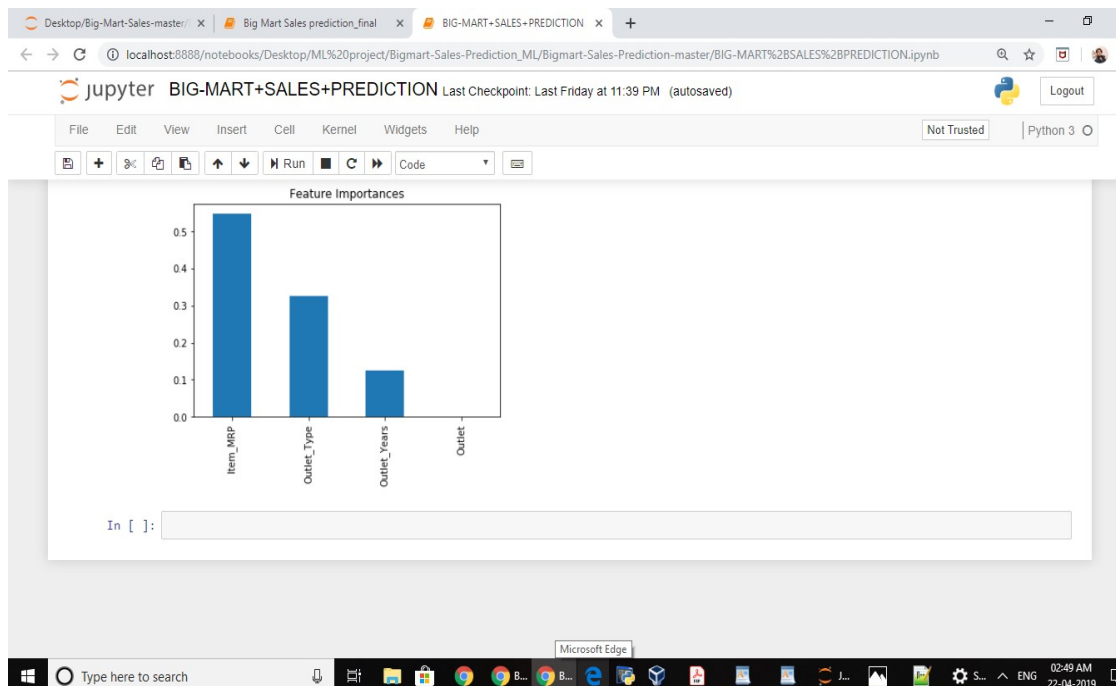 Desktop/Big-Mart-Sales-master/ Big Mart Sales prediction_final BIG-MART+SALES+PREDICTION
localhost:8888/notebooks/Desktop/ML%20project/Bigmart-Sales-Prediction_ML/Bigmart-Sales-Prediction-master/BIG-MART%2BSALES%2BPREDICTION.ipynb
jupyter BIG-MART+SALES+PREDICTION Last Checkpoint: Last Friday at 11:39 PM (autosaved) Logout
File Edit View Insert Cell Kernel Widgets Help Not Trusted Python 3
Run Code
Feature Importances
0.5
0.4
0.3
0.2
0.1
0.0
Item_MRP Outlet_Type Outlet_Years Outlet
In [ ]:
Microsoft Edge
Type here to search B... B... J... S... ENG 02:49 AM
22-04-2019